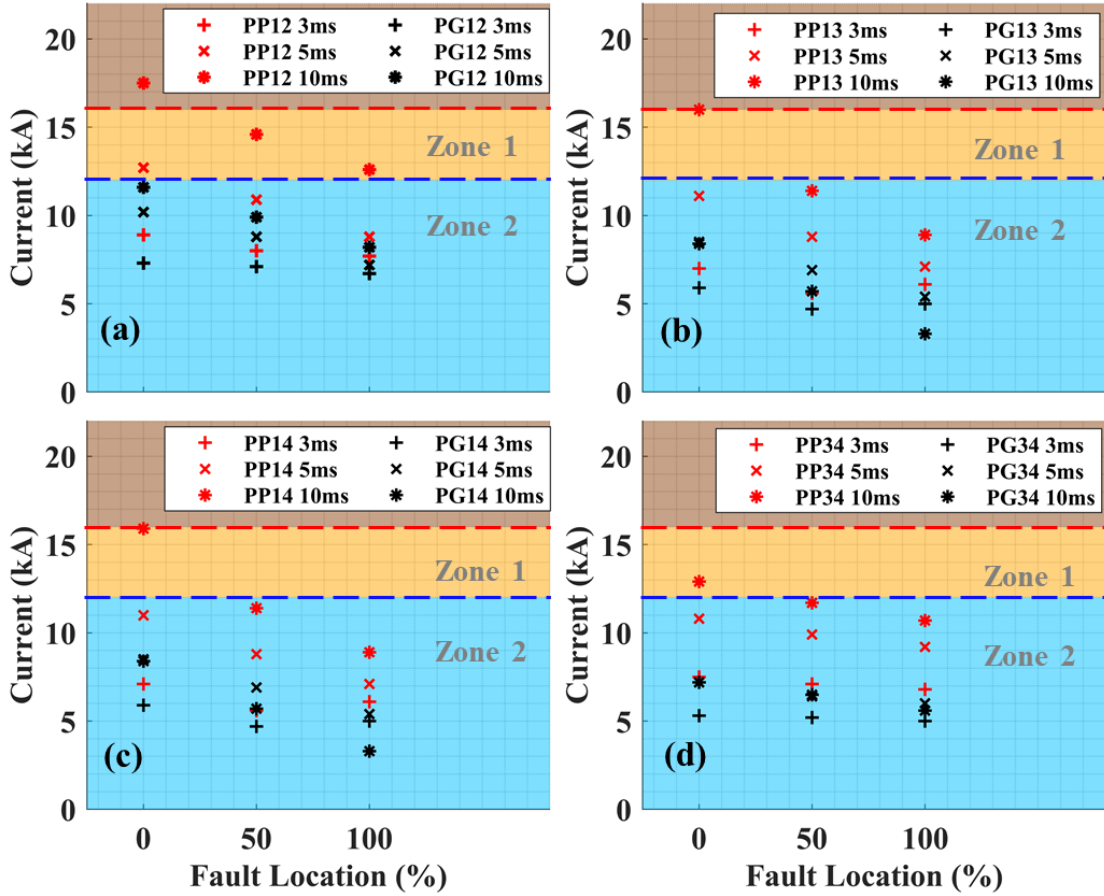 20
15
10
5
0
Current (kA)
PP12 3ms PG12 3ms
PP12 5ms PG12 5ms
PP12 10ms PG12 10ms
Zone 1
Zone 2
(a)
20
15
10
5
0
Current (kA)
PP13 3ms PG13 3ms
PP13 5ms PG13 5ms
PP13 10ms PG13 10ms
Zone 1
Zone 2
(b)
20
15
10
5
0
Current (kA)
PP14 3ms PG14 3ms
PP14 5ms PG14 5ms
PP14 10ms PG14 10ms
Zone 1
Zone 2
(c)
0 50 100
Fault Location (%)
20
15
10
5
0
Current (kA)
PP34 3ms PG34 3ms
PP34 5ms PG34 5ms
PP34 10ms PG34 10ms
Zone 1
Zone 2
(d)
0 50 100
Fault Location (%)